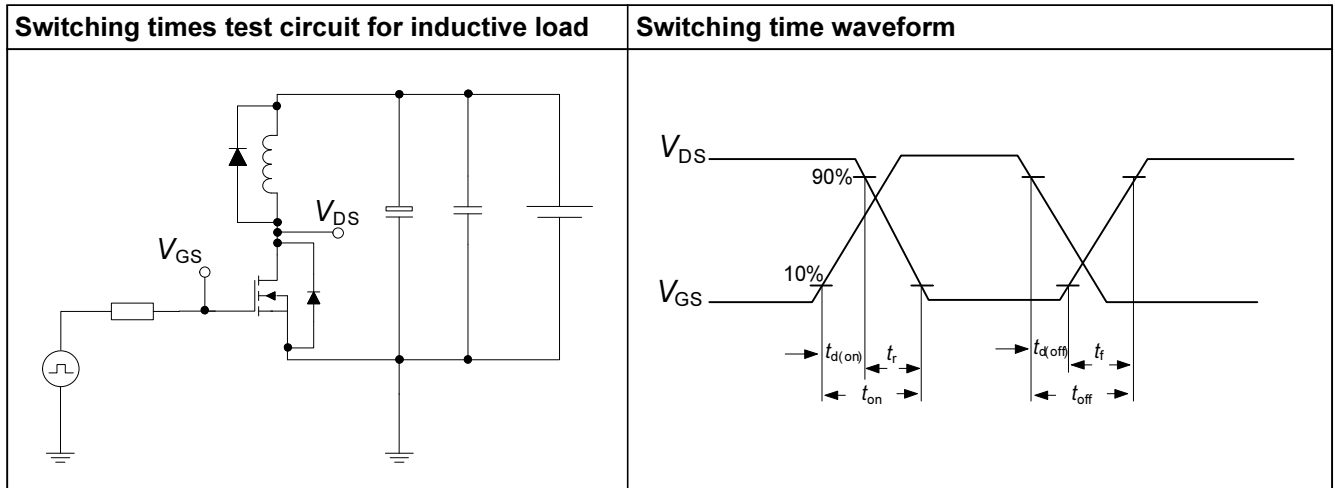 Switching times test circuit for inductive load
Switching time waveform
VDS
VGS
VDS
90%
10%
VGS
td(on)
tr
td(off)
tf
ton
toff